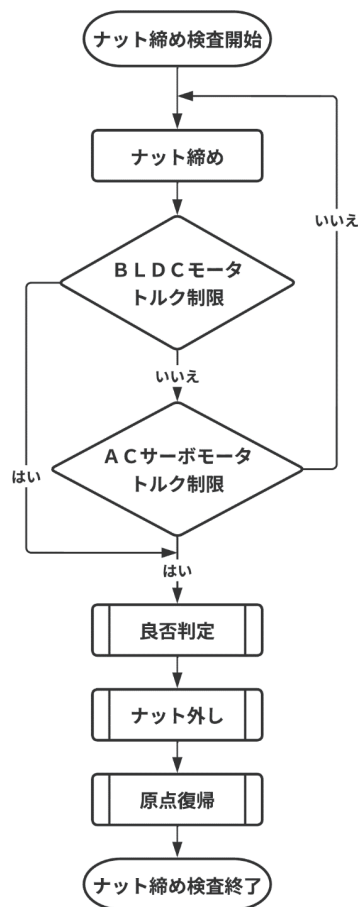 ナット締め検査開始
ナット締め
いいえ
ＢＬＤＣモータ
トルク制限
いいえ
ＡＣサーボモータ
トルク制限
はい
はい
良否判定
ナット外し
原点復帰
ナット締め検査終了